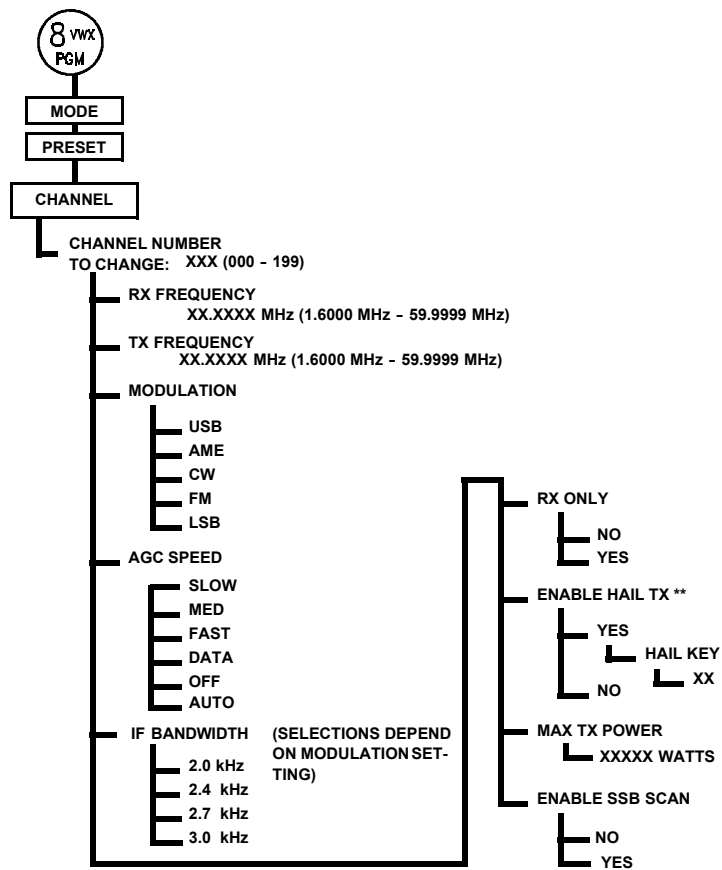 8 VWX
PGM
MODE
PRESET
CHANNEL
CHANNEL NUMBER
TO CHANGE: XXX (000 - 199)
RX FREQUENCY
XX.XXXX MHz (1.6000 MHz - 59.9999 MHz)
TX FREQUENCY
XX.XXXX MHz (1.6000 MHz - 59.9999 MHz)
MODULATION
USB
AME
CW
FM
LSB
AGC SPEED
SLOW
MED
FAST
DATA
OFF
AUTO
IF BANDWIDTH
(SELECTIONS DEPEND
ON MODULATION SET-
TING)
2.0 kHz
2.4 kHz
2.7 kHz
3.0 kHz
RX ONLY
NO
YES
ENABLE HAIL TX **
YES
HAIL KEY
XX
NO
MAX TX POWER
XXXXX WATTS
ENABLE SSB SCAN
NO
YES